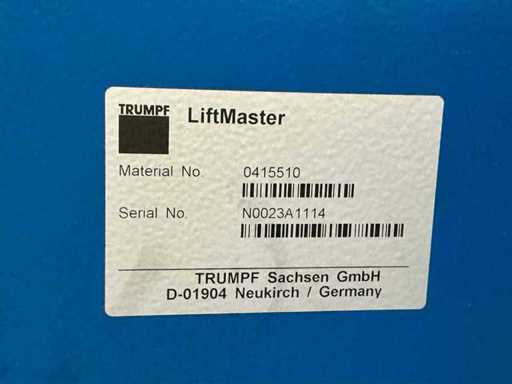 TRUMPF LiftMaster
Material No 0415510
Serial No. N0023A1114
TRUMPF Sachsen GmbH
D-01904 Neukirch / Germany